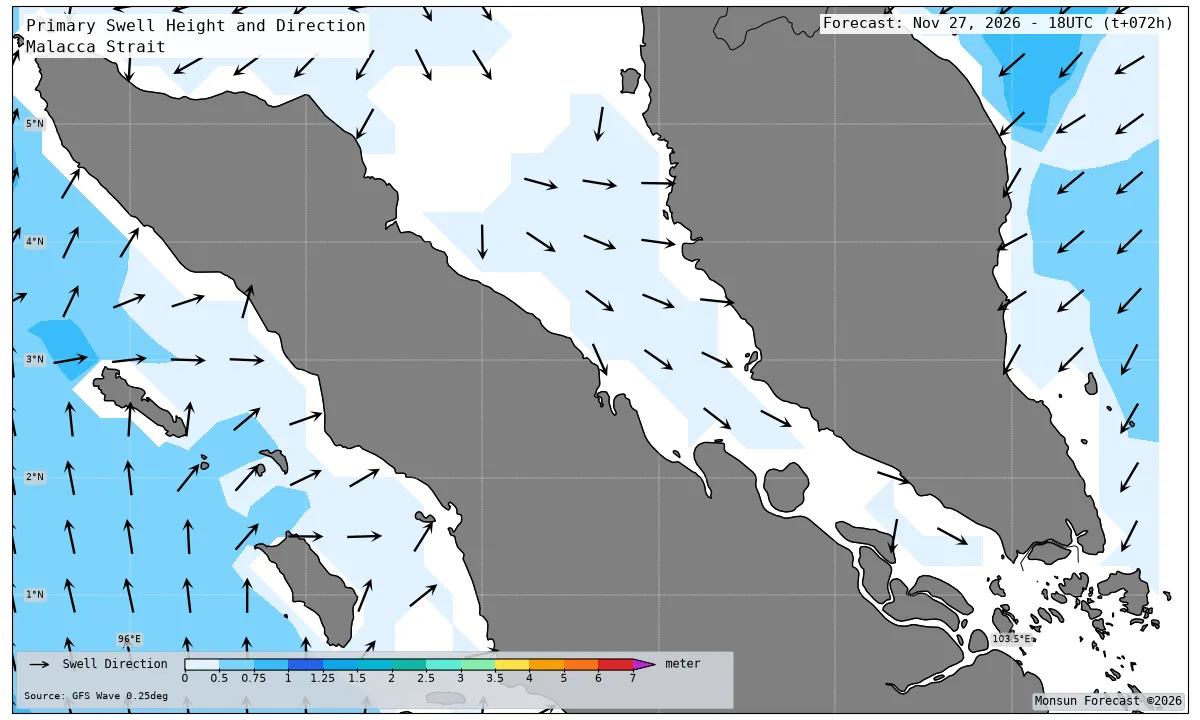 Primary Swell Height and Direction
Malacca Strait
Forecast: Nov 27, 2026 - 18UTC (t+072h)
5°N
4°N
3°N
2°N
1°N
96°E
103.5°E
Swell Direction
0 0.5 0.75 1 1.25 1.5 2 2.5 3 3.5 4 5 6 7
meter
Source: GFS Wave 0.25deg
Monsun Forecast ©2026